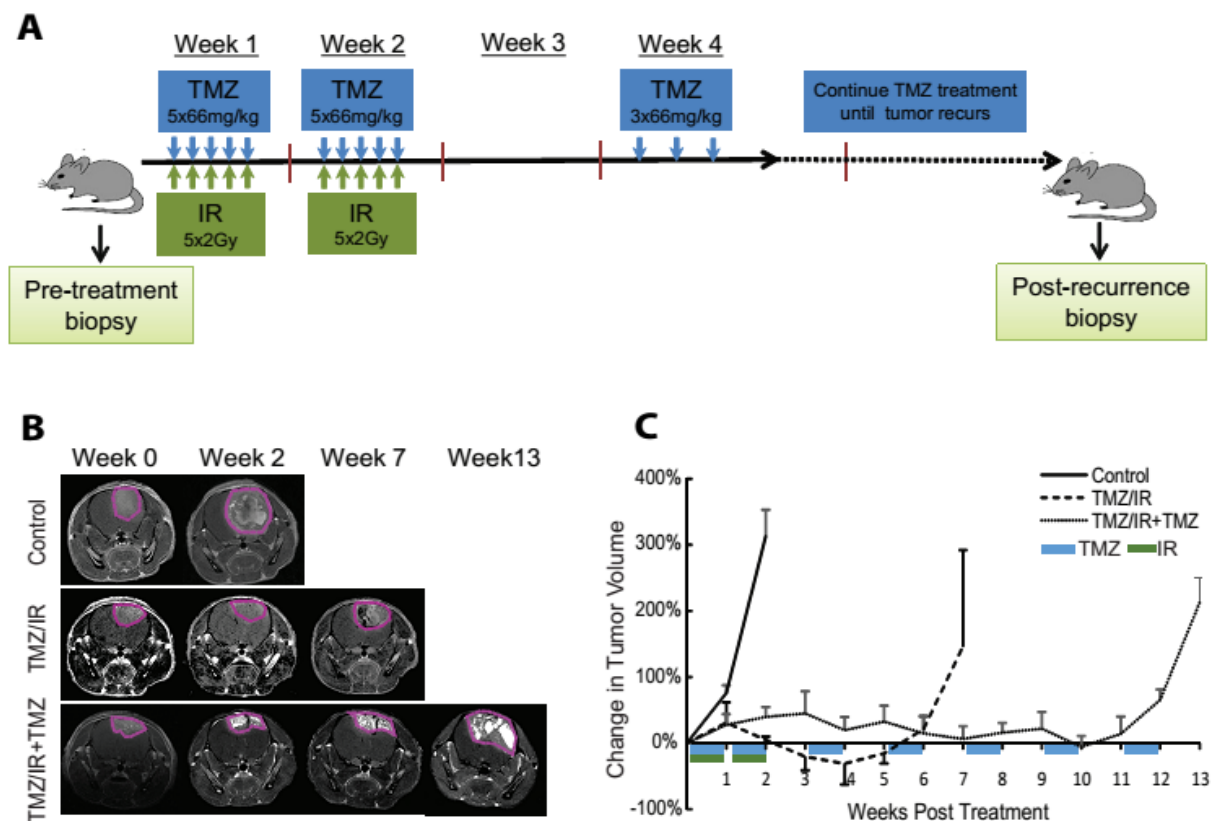 A
Week 1 Week 2 Week 3 Week 4
TMZ
5x66mg/kg
TMZ
5x66mg/kg
TMZ
3x66mg/kg
Continue TMZ treatment
until tumor recurs
IR
5x2Gy
IR
5x2Gy
Pre-treatment
biopsy
Post-recurrence
biopsy
B
Week 0 Week 2 Week 7 Week13
Control
TMZ/IR
TMZ/IR+TMZ
C
Change in Tumor Volume
400%
300%
200%
100%
0%
-100%
Control
TMZ/IR
TMZ/IR+TMZ
TMZ IR
1 2 3 4 5 6 7 8 9 10 11 12 13
Weeks Post Treatment